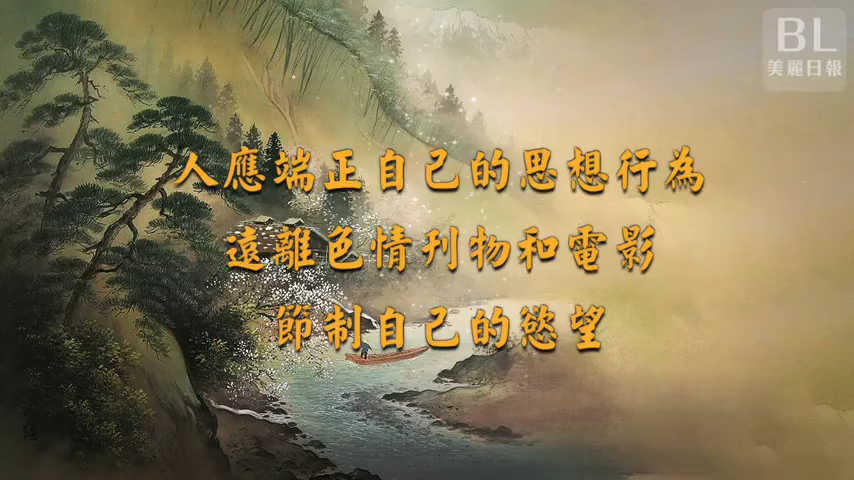 BL
美麗日報
人應端正自己的思想行為
遠離色情刊物和電影
節制自己的慾望